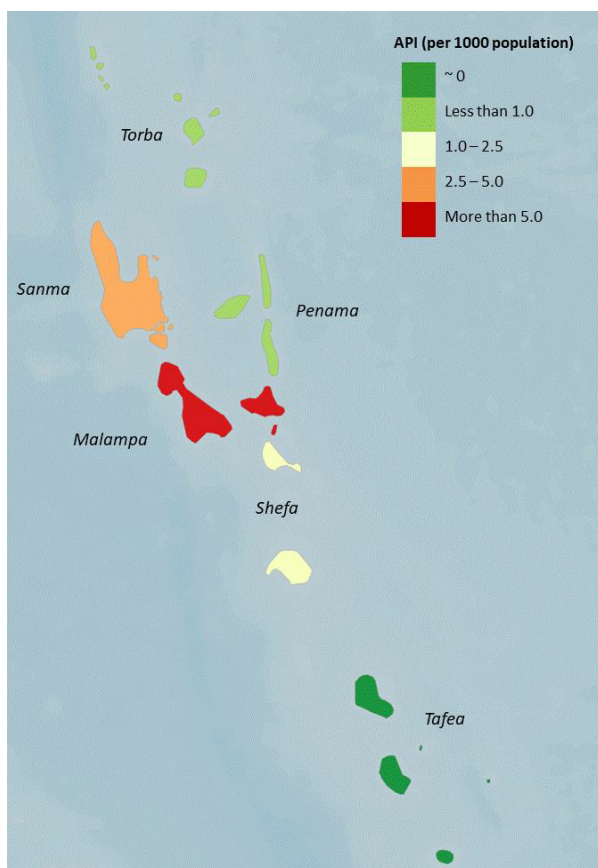 API (per 1000 population)
~ 0
Less than 1.0
1.0 – 2.5
2.5 – 5.0
More than 5.0
Torba
Sanma
Penama
Malampa
Shefa
Tafea